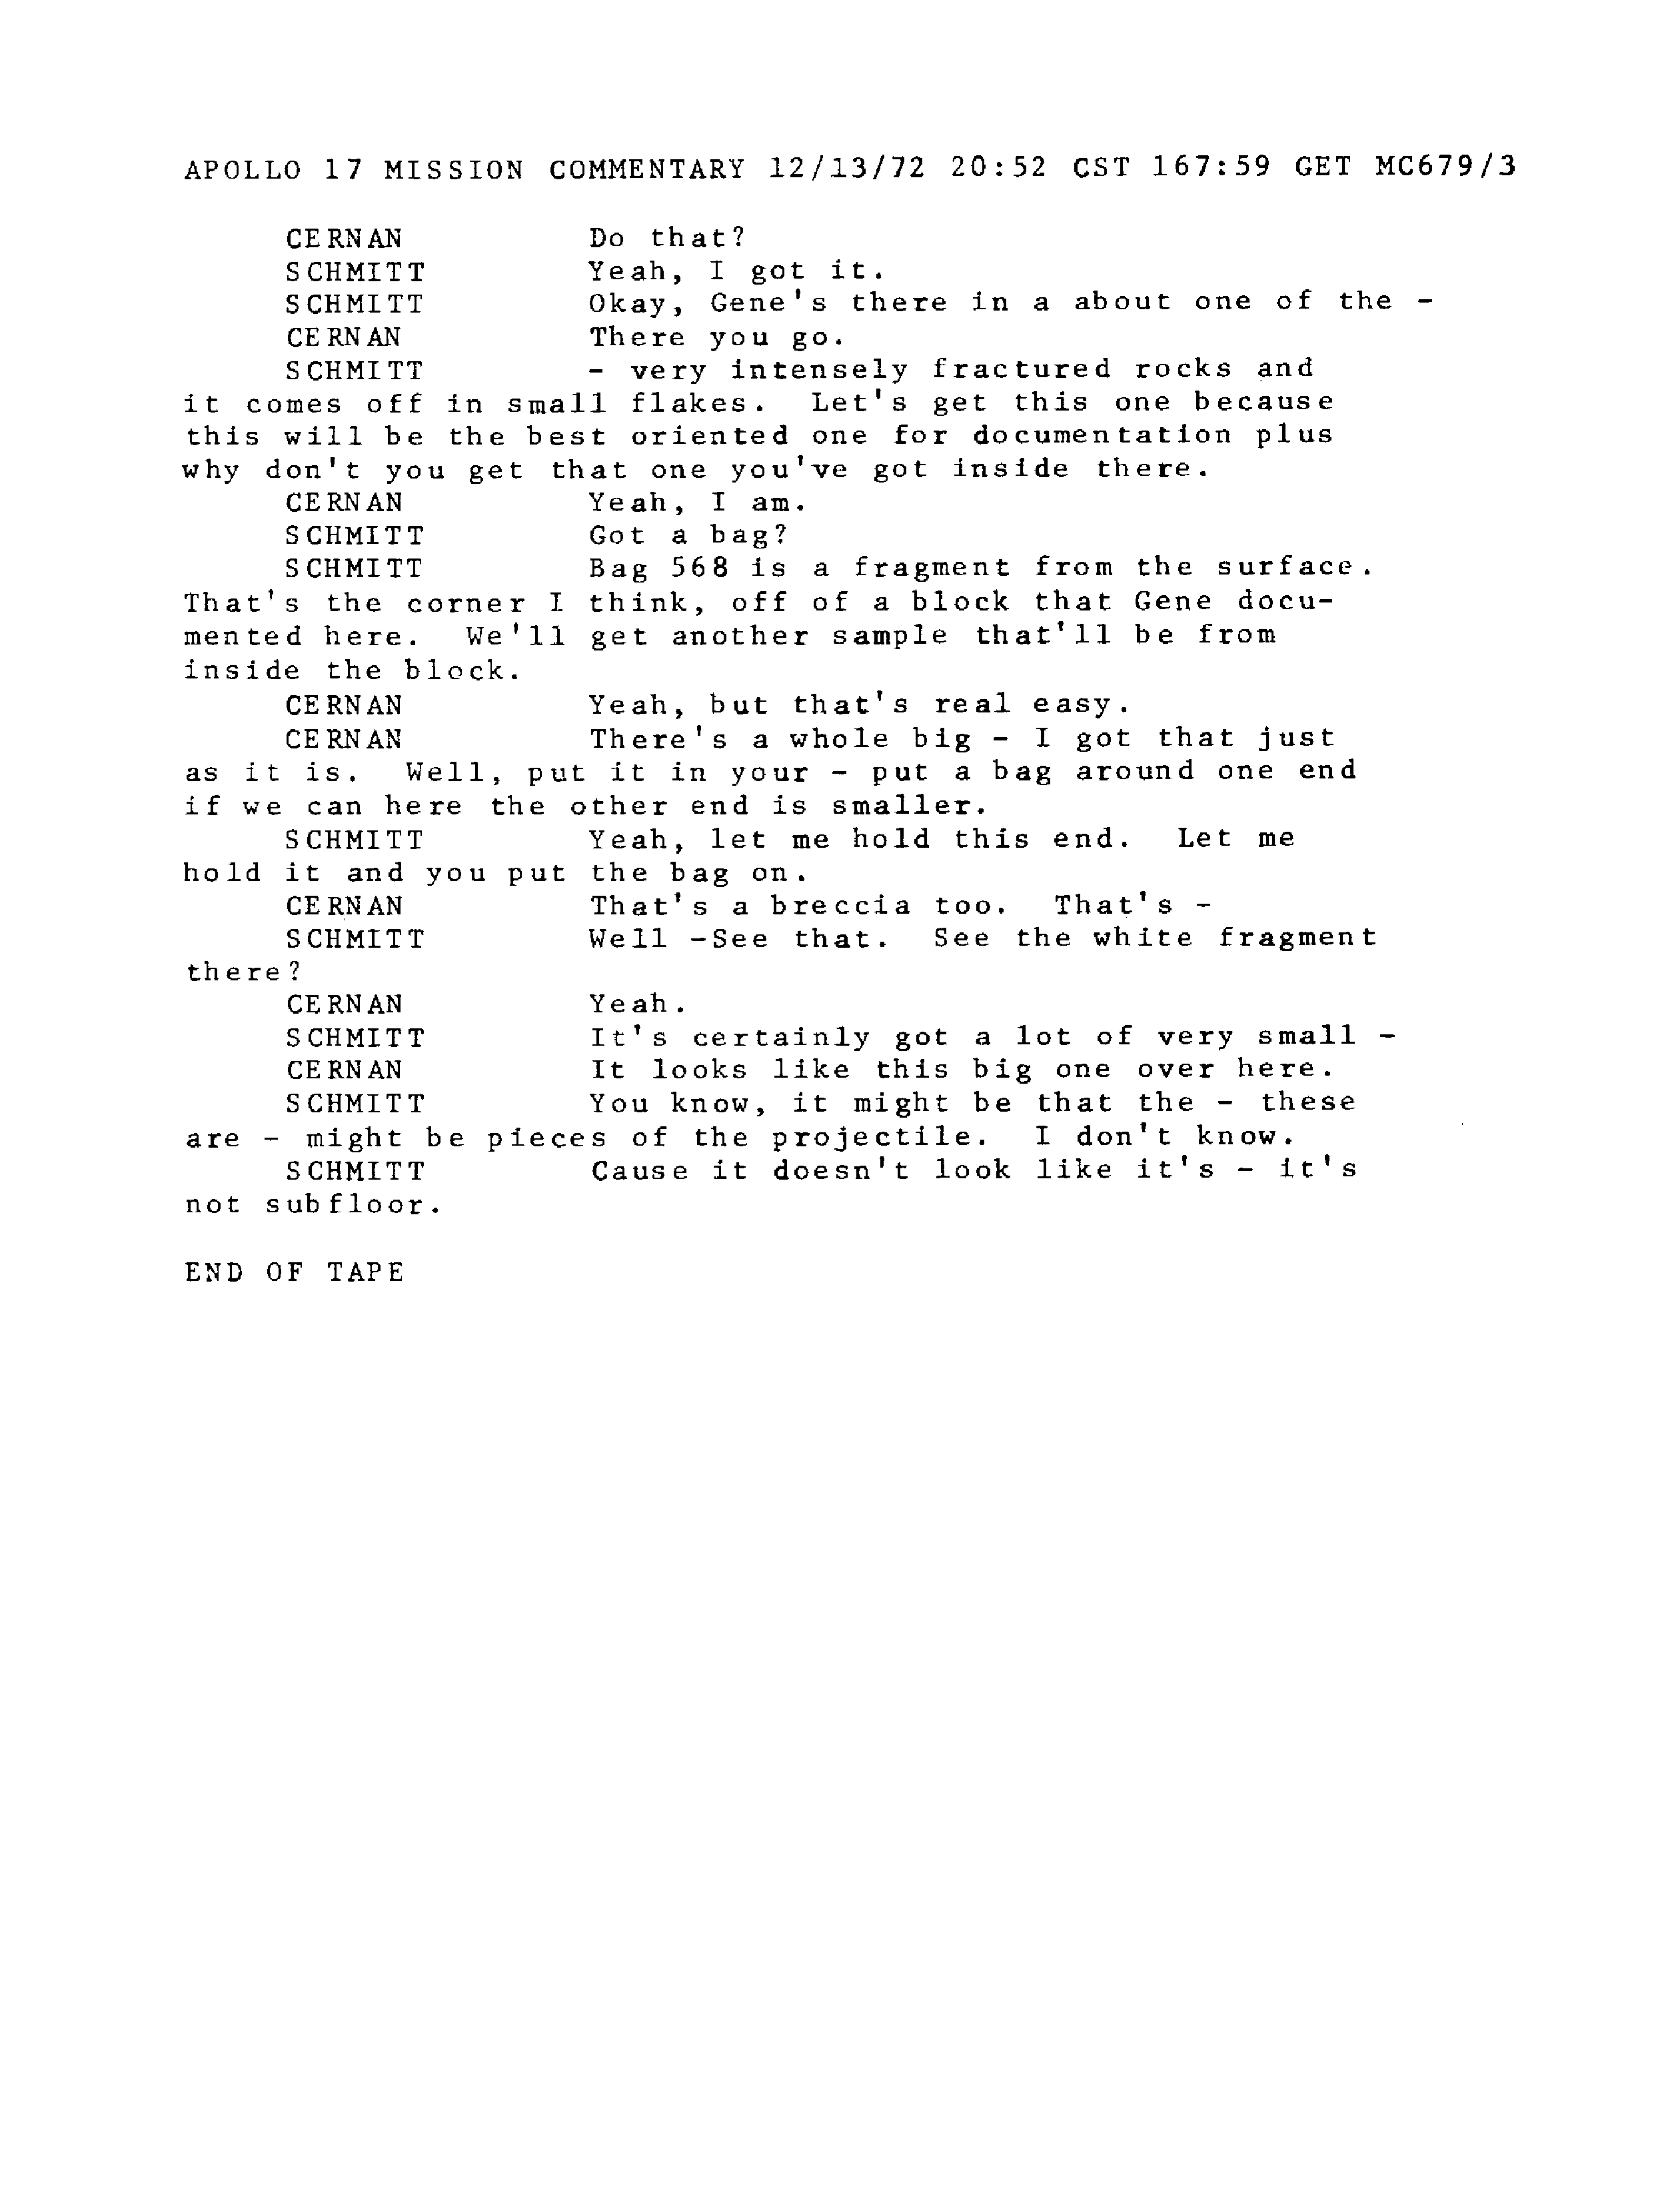 APOLLO 17 MISSION COMMENTARY 12/13/72 20:52 CST 167:59 GET MC679/3
CERNAN Do that?
SCHMITT Yeah, I got it.
SCHMITT Okay, Gene's there in a about one of the -
CERNAN There you go.
SCHMITT - very intensely fractured rocks and
it comes off in small flakes. Let's get this one because
this will be the best oriented one for documentation plus
why don't you get that one you've got inside there.
CERNAN Yeah, I am.
SCHMITT Got a bag?
SCHMITT Bag 568 is a fragment from the surface.
That's the corner I think, off of a block that Gene docu-
mented here. We'll get another sample that'll be from
inside the block.
CERNAN Yeah, but that's real easy.
CERNAN There's a whole big - I got that just
as it is. Well, put it in your - put a bag around one end
if we can here the other end is smaller.
SCHMITT Yeah, let me hold this end. Let me
hold it and you put the bag on.
CERNAN That's a breccia too. That's -
SCHMITT Well -See that. See the white fragment
there?
CERNAN Yeah.
SCHMITT It's certainly got a lot of very small -
CERNAN It looks like this big one over here.
SCHMITT You know, it might be that the - these
are - might be pieces of the projectile. I don't know.
SCHMITT Cause it doesn't look like it's - it's
not subfloor.
END OF TAPE